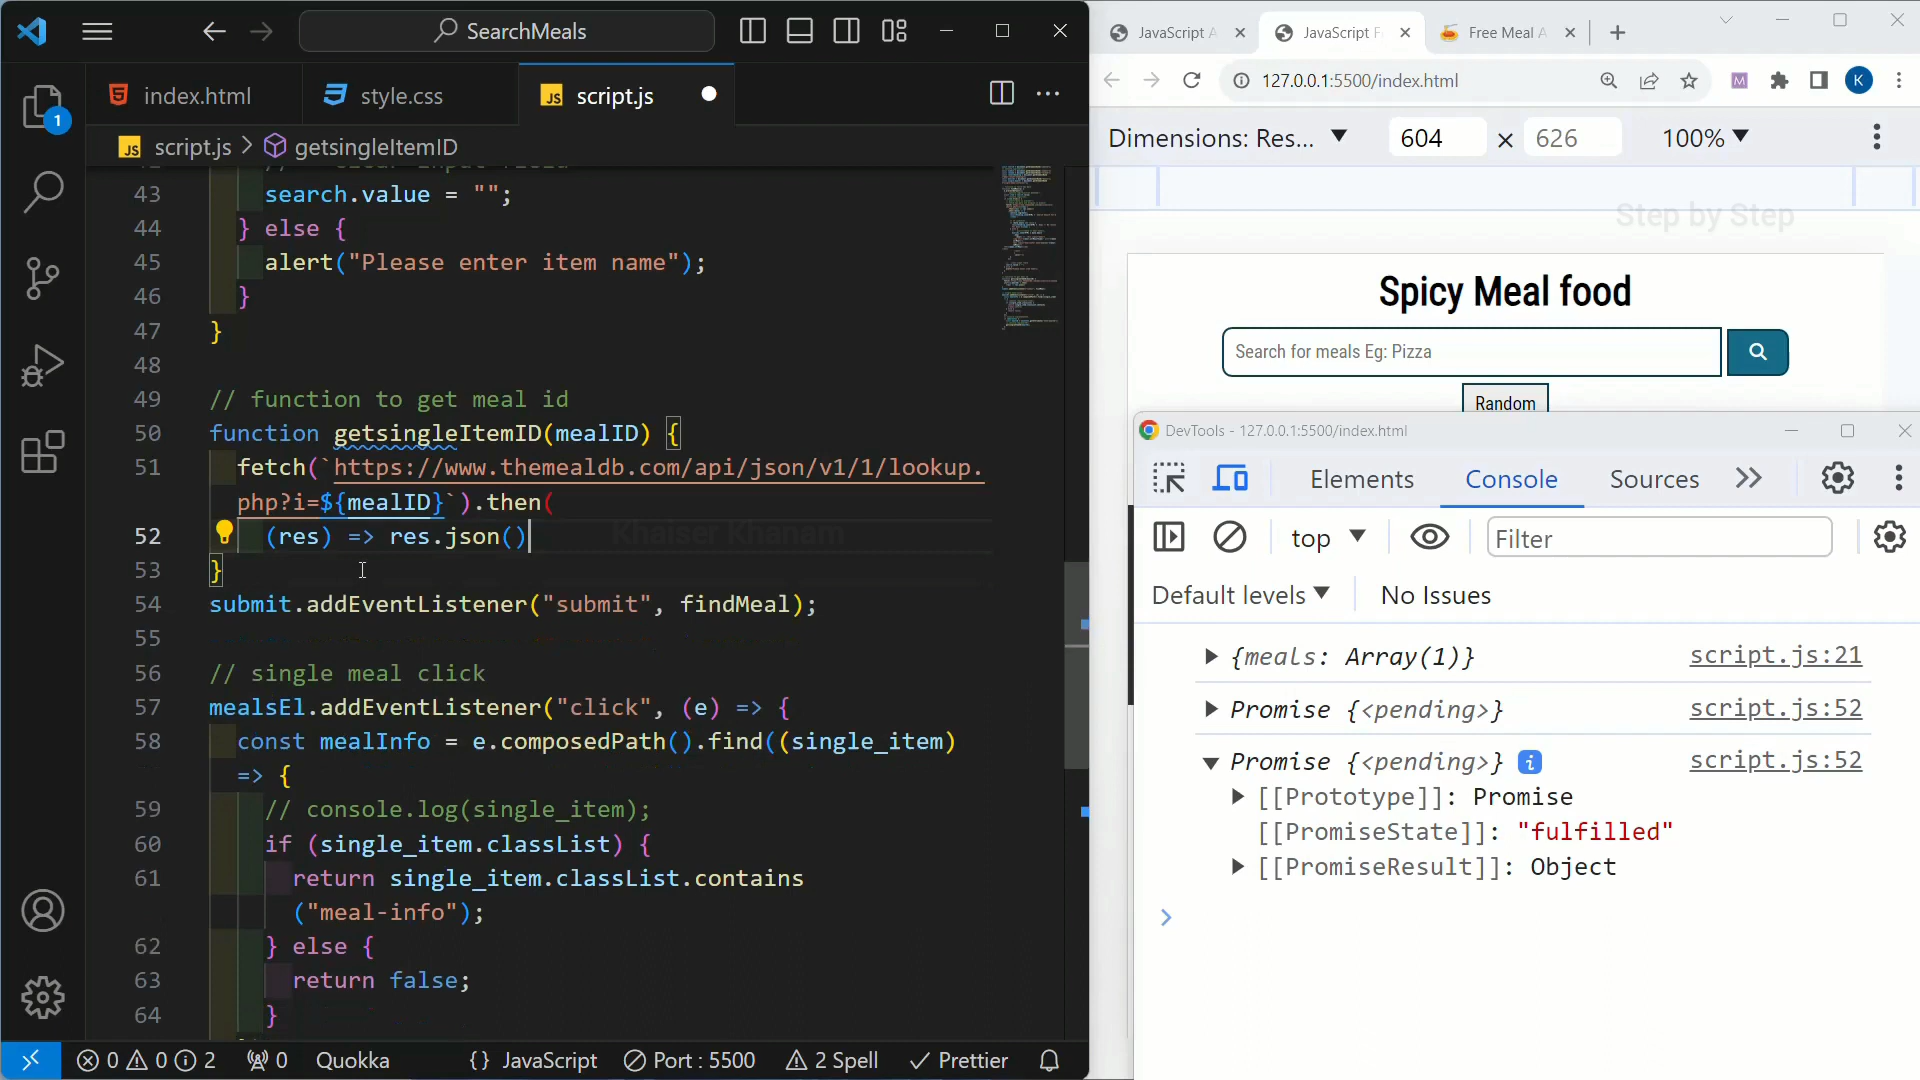 SearchMeals
index.html
style.css
script.js
script.js > getsingleItemID
43 search.value = "";
44 } else {
45 alert("Please enter item name");
46 }
47 }
48
49 // function to get meal id
50 function getsingleItemID(mealID) {
51 fetch(`https://www.themealdb.com/api/json/v1/1/lookup.
php?i=${mealID}`).then(
52 (res) => res.json()
Khaiser Khanam
53 }
54 submit.addEventListener("submit", findMeal);
55
56 // single meal click
57 mealsEl.addEventListener("click", (e) => {
58 const mealInfo = e.composedPath().find((single_item)
=> {
59 // console.log(single_item);
60 if (single_item.classList) {
61 return single_item.classList.contains
("meal-info");
62 } else {
63 return false;
64 }
1
0 0 2 0 Quokka {} JavaScript Port : 5500 2 Spell Prettier
JavaScript A
JavaScript F
Free Meal A
127.0.0.1:5500/index.html
K
Dimensions: Res... 604 × 626 100%
Step by Step
Spicy Meal food
Search for meals Eg: Pizza
Random
DevTools - 127.0.0.1:5500/index.html
Elements Console Sources
top Filter
Default levels No Issues
{meals: Array(1)} script.js:21
Promise {<pending>} script.js:52
Promise {<pending>} i script.js:52
[[Prototype]]: Promise
[[PromiseState]]: "fulfilled"
[[PromiseResult]]: Object